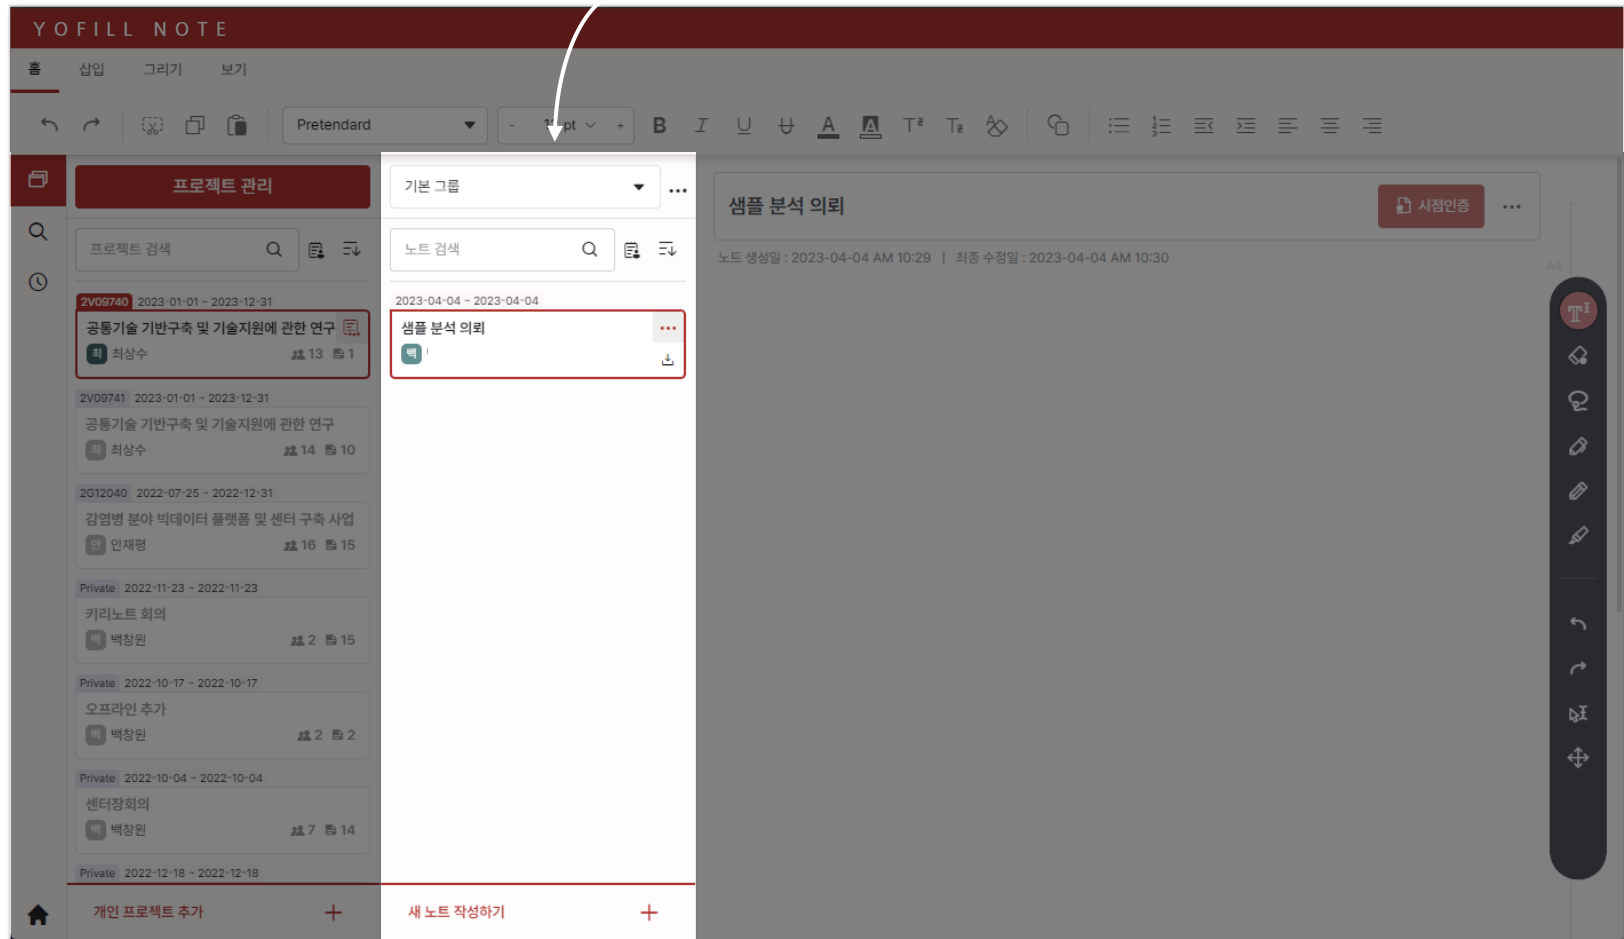 YOFILL NOTE
홈 삽입 그리기 보기
Pretendard - pt +
프로젝트 관리
프로젝트 검색
2V09740 2023-01-01 ~ 2023-12-31
공통기술 기반구축 및 기술지원에 관한 연구
최 최상수 13 1
2V09741 2023-01-01 ~ 2023-12-31
공통기술 기반구축 및 기술지원에 관한 연구
최 최상수 14 10
2G12040 2022-07-25 ~ 2022-12-31
감염병 분야 빅데이터 플랫폼 및 센터 구축 사업
안 안재평 16 15
Private 2022-11-23 ~ 2022-11-23
키리노트 회의
백 백창원 2 15
Private 2022-10-17 ~ 2022-10-17
오프라인 추가
백 백창원 2 2
Private 2022-10-04 ~ 2022-10-04
센터장회의
백 백창원 7 14
Private 2022-12-18 ~ 2022-12-18
개인 프로젝트 추가 +
기본 그룹
노트 검색
2023-04-04 ~ 2023-04-04
샘플 분석 의뢰
백
새 노트 작성하기 +
샘플 분석 의뢰
시점인증
노트 생성일 : 2023-04-04 AM 10:29 | 최종 수정일 : 2023-04-04 AM 10:30
A4